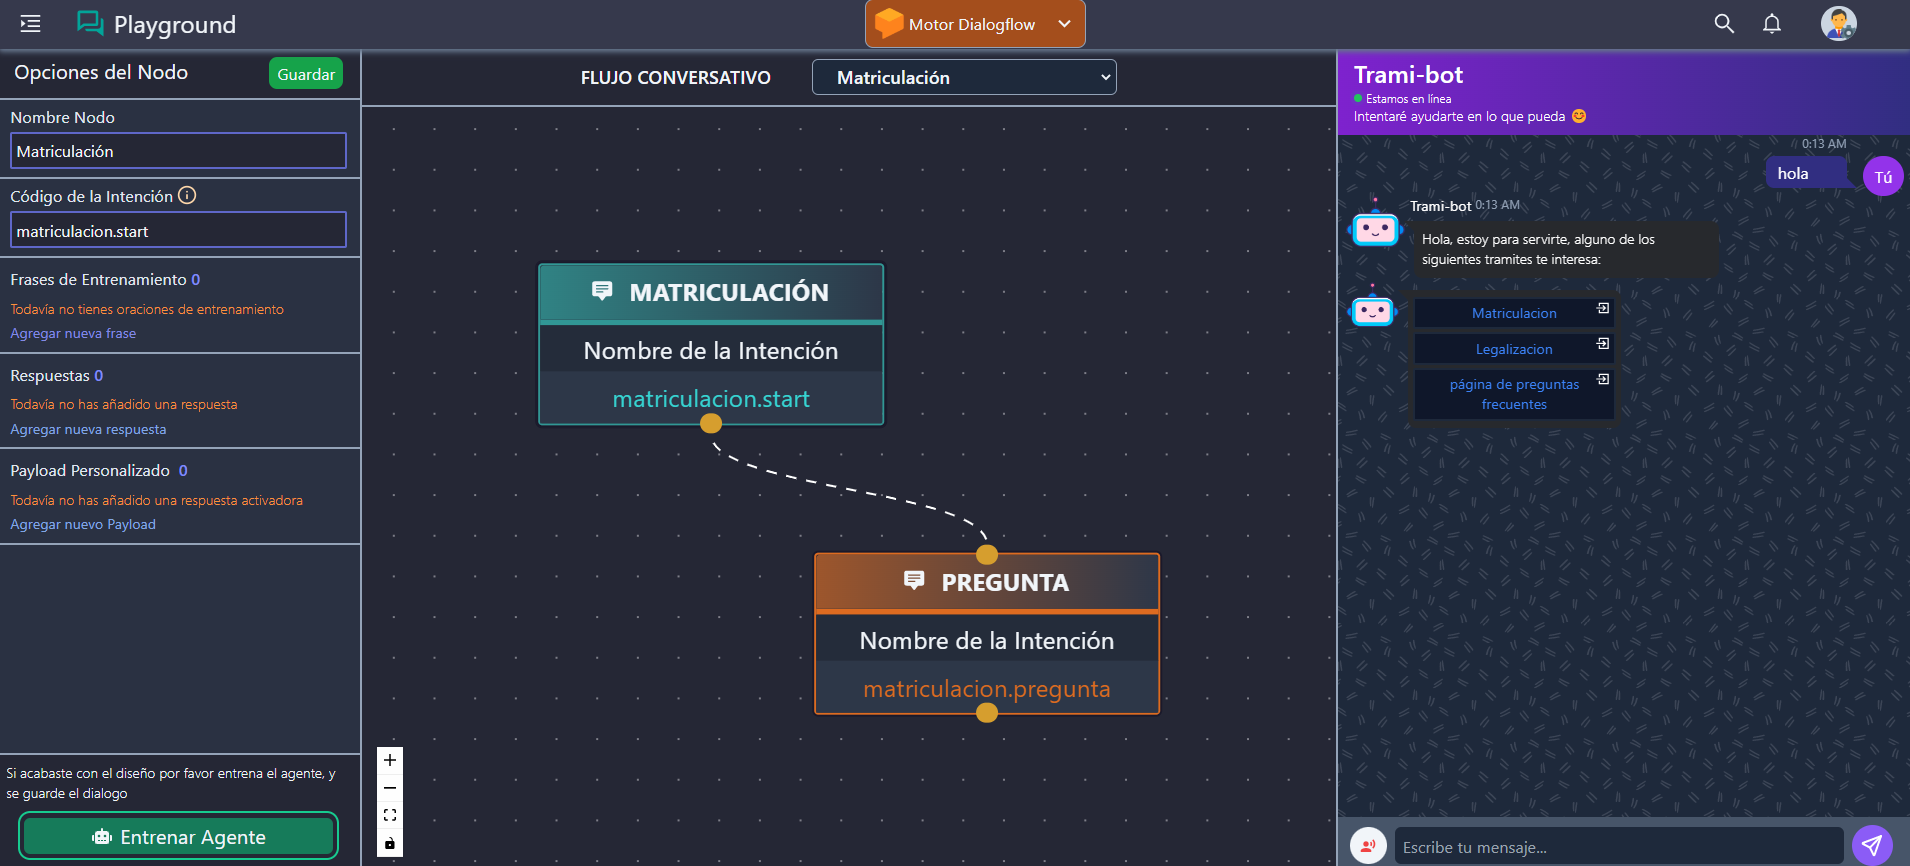 Playground
Motor Dialogflow
Opciones del Nodo
Guardar
Nombre Nodo
Matriculación
Código de la Intención
matriculacion.start
Frases de Entrenamiento 0
Todavía no tienes oraciones de entrenamiento
Agregar nueva frase
Respuestas 0
Todavía no has añadido una respuesta
Agregar nueva respuesta
Payload Personalizado 0
Todavía no has añadido una respuesta activadora
Agregar nuevo Payload
Si acabaste con el diseño por favor entrena el agente, y
se guarde el dialogo
Entrenar Agente
FLUJO CONVERSATIVO
Matriculación
MATRICULACIÓN
Nombre de la Intención
matriculacion.start
PREGUNTA
Nombre de la Intención
matriculacion.pregunta
Trami-bot
Estamos en línea
Intentaré ayudarte en lo que pueda 😊
0:13 AM
hola
Tú
Trami-bot 0:13 AM
Hola, estoy para servirte, alguno de los
siguientes tramites te interesa:
Matriculacion
Legalizacion
página de preguntas
frecuentes
Escribe tu mensaje...